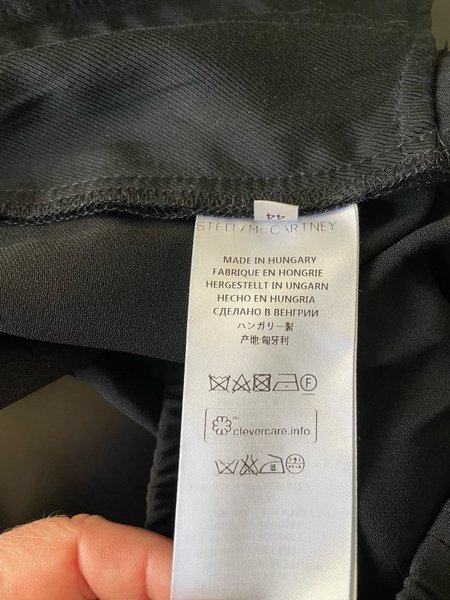 44
STELLA McCARTNEY
MADE IN HUNGARY
FABRIQUE EN HONGRIE
HERGESTELLT IN UNGARN
HECHO EN HUNGRIA
СДЕЛАНО В ВЕНГРИИ
ハンガリー製
产地:匈牙利
F
clevercare.info